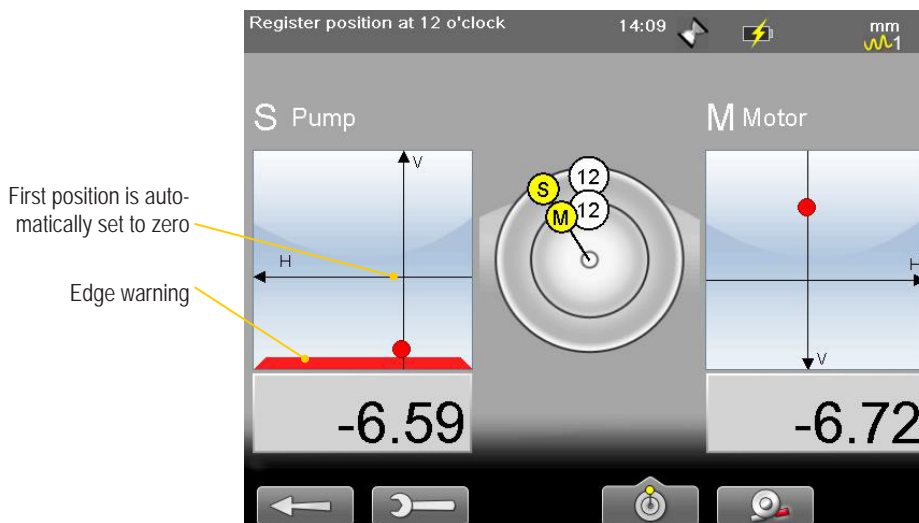 Register position at 12 o'clock
14:09
mm
1
S Pump
M Motor
First position is auto-
matically set to zero
Edge warning
V
H
S
12
M
12
H
V
-6.59
-6.72